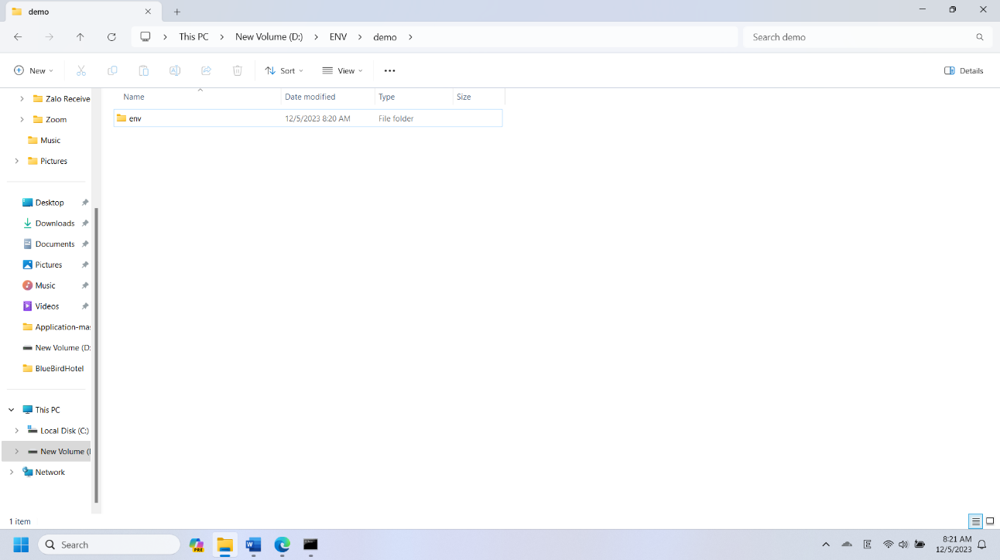 demo
This PC
New Volume (D:)
ENV
demo
Search demo
New
Sort
View
Details
Name
Date modified
Type
Size
env
12/5/2023 8:20 AM
File folder
Zalo Receive
Zoom
Music
Pictures
Desktop
Downloads
Documents
Pictures
Music
Videos
Application-mas
New Volume (D:
BlueBirdHotel
This PC
Local Disk (C:)
New Volume (
Network
1 item
Search
PRE
8:21 AM
12/5/2023